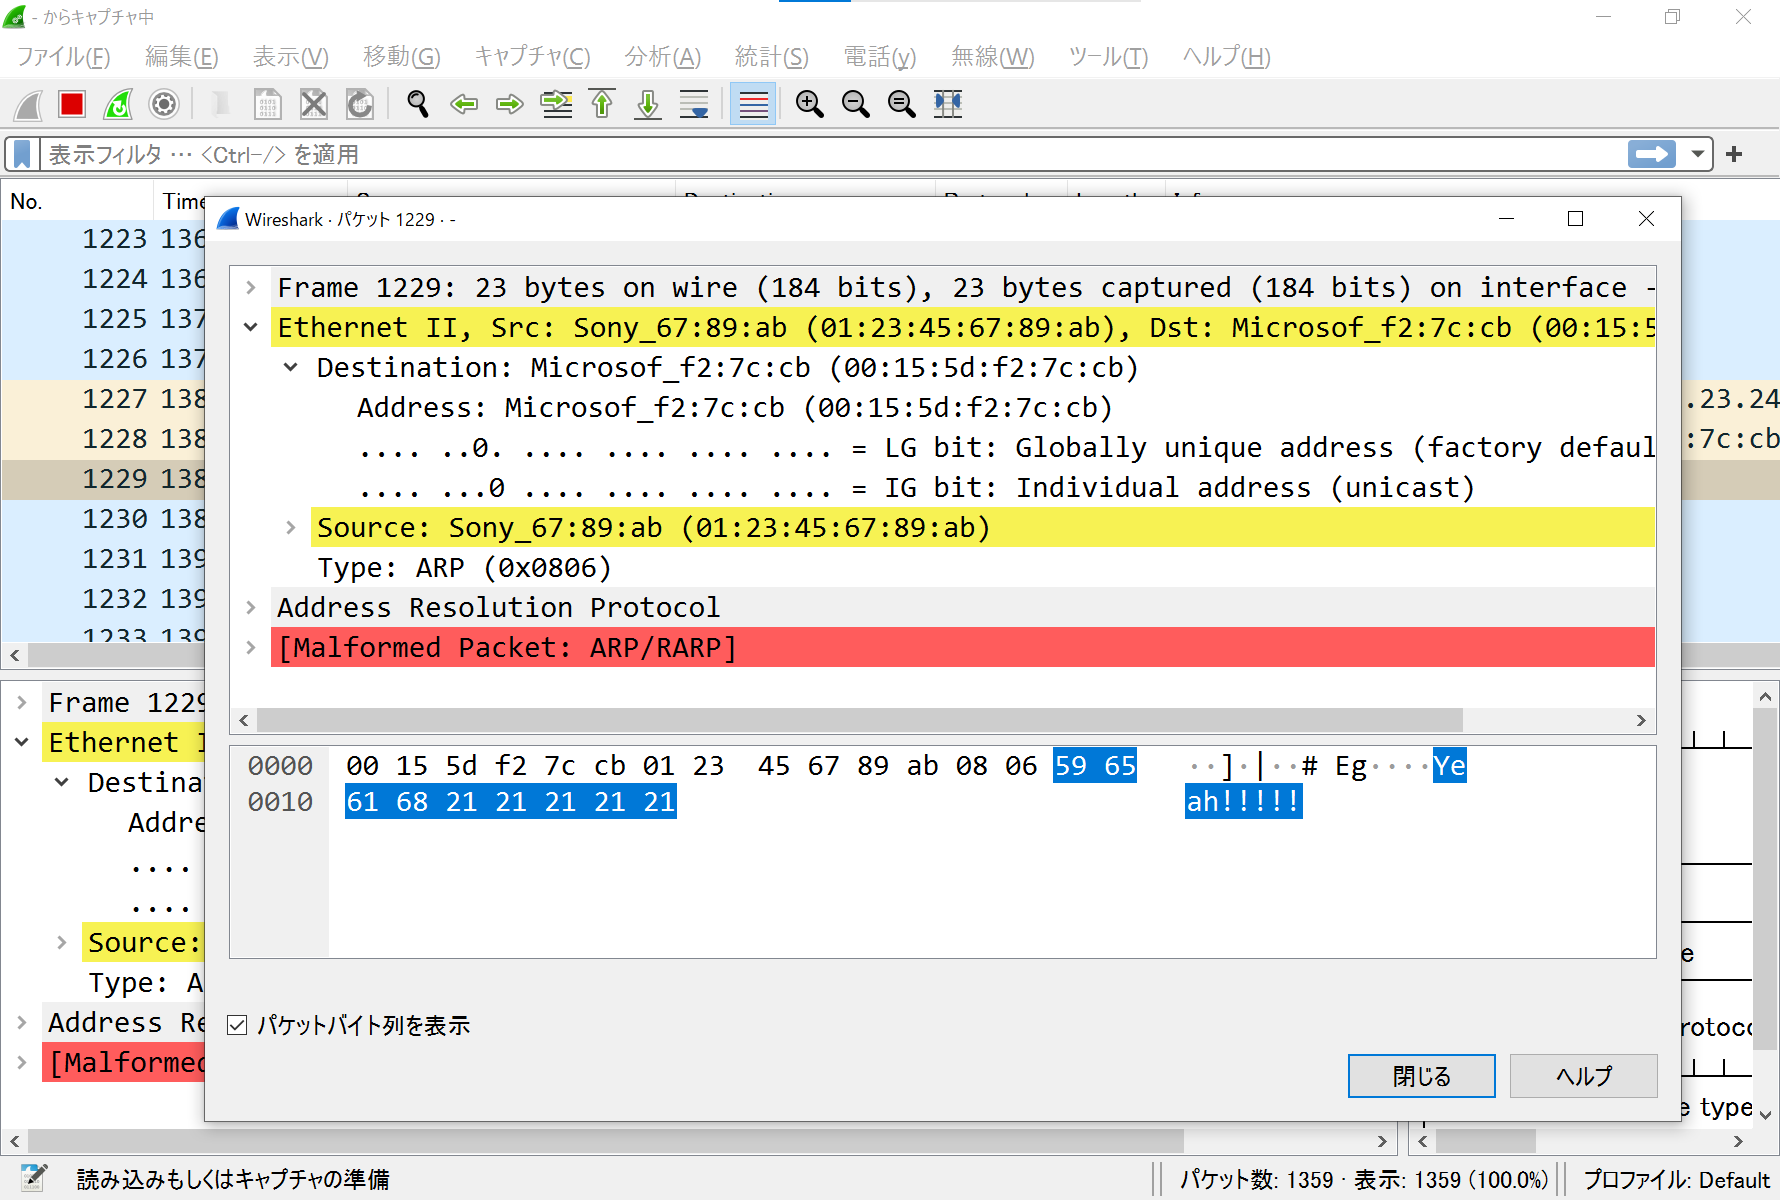 - からキャプチャ中
ファイル(F) 編集(E) 表示(V) 移動(G) キャプチャ(C) 分析(A) 統計(S) 電話(y) 無線(W) ツール(T) ヘルプ(H)
表示フィルタ … <Ctrl-/> を適用
No. Time
1223 136
1224 136
1225 137
1226 137
1227 138 .23.24
1228 138 :7c:cb
1229 138
1230 138
1231 139
1232 139
1233 139
Wireshark · パケット 1229 · -
Frame 1229: 23 bytes on wire (184 bits), 23 bytes captured (184 bits) on interface -
Ethernet II, Src: Sony_67:89:ab (01:23:45:67:89:ab), Dst: Microsof_f2:7c:cb (00:15:5
Destination: Microsof_f2:7c:cb (00:15:5d:f2:7c:cb)
Address: Microsof_f2:7c:cb (00:15:5d:f2:7c:cb)
.... ..0. .... .... .... .... = LG bit: Globally unique address (factory defaul
.... ...0 .... .... .... .... = IG bit: Individual address (unicast)
Source: Sony_67:89:ab (01:23:45:67:89:ab)
Type: ARP (0x0806)
Address Resolution Protocol
[Malformed Packet: ARP/RARP]
0000 00 15 5d f2 7c cb 01 23 45 67 89 ab 08 06 59 65 ··]·|··# Eg····Ye
0010 61 68 21 21 21 21 21 ah!!!!!
パケットバイト列を表示
閉じる ヘルプ
Frame 1229
Ethernet I
Destina
Addre
....
....
Source:
Type: A
Address Re
[Malformed
e
rotoco
e type
読み込みもしくはキャプチャの準備 パケット数: 1359 · 表示: 1359 (100.0%) プロファイル: Default